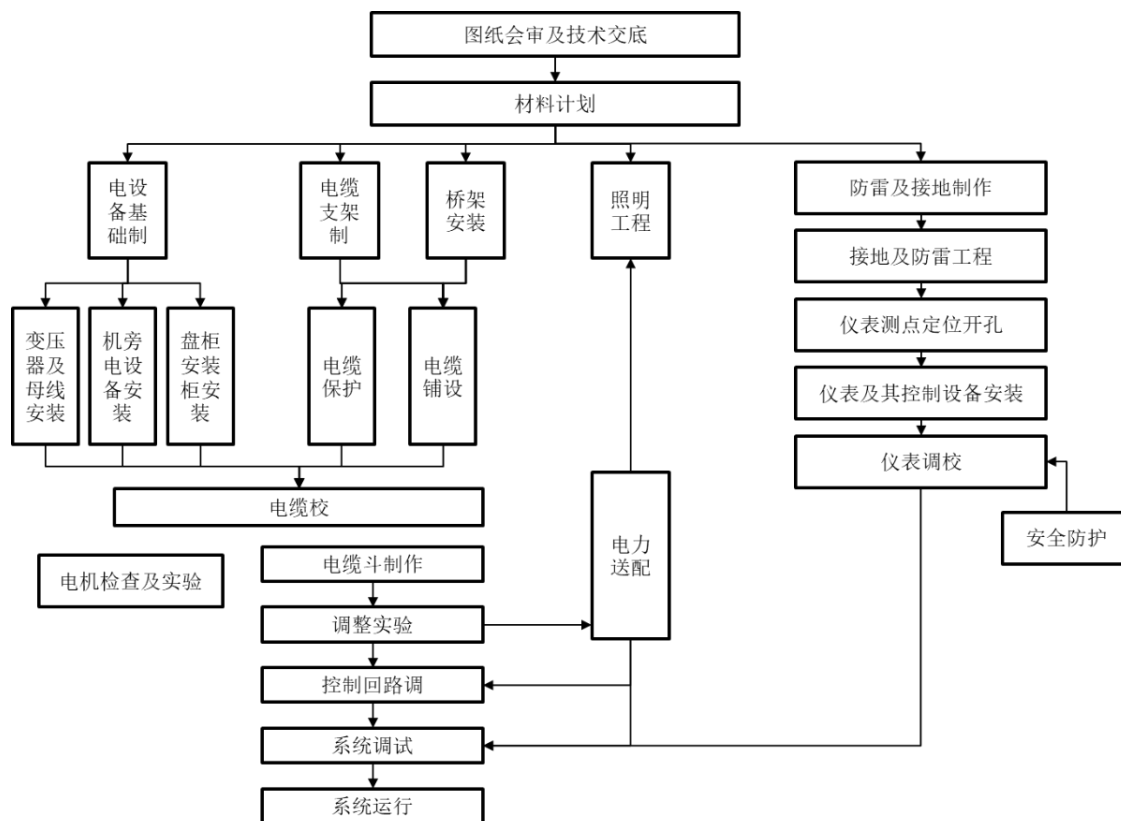 图纸会审及技术交底
材料计划
电设
备基
础制
电缆
支架
制
桥架
安装
照明
工程
防雷及接地制作
接地及防雷工程
变压
器及
母线
安装
机旁
电设
备安
装
盘柜
安装
柜安
装
电缆
保护
电缆
铺设
仪表测点定位开孔
仪表及其控制设备安装
仪表调校
电缆校
安全防护
电力
送配
电机检查及实验
电缆斗制作
调整实验
控制回路调
系统调试
系统运行